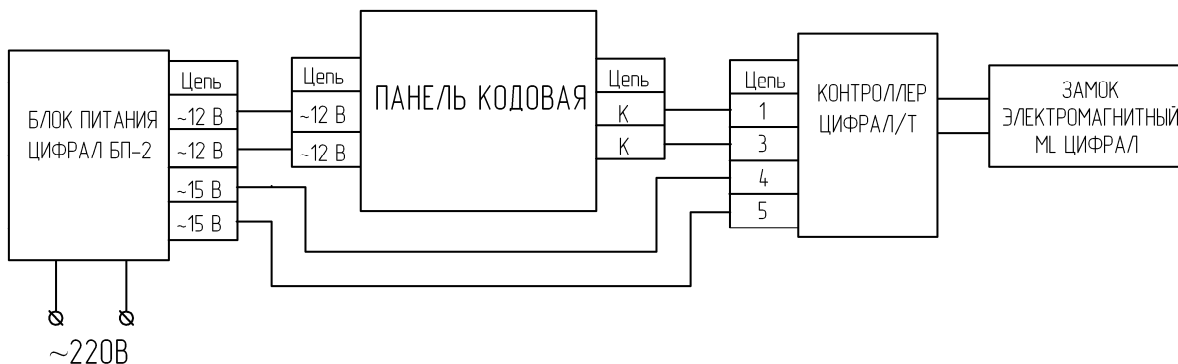 БЛОК ПИТАНИЯ
ЦИФРАЛ БП-2
Цепь
~12 В
~12 В
~15 В
~15 В
~220В
Цепь
~12 В
~12 В
ПАНЕЛЬ КОДОВАЯ
Цепь
К
К
Цепь
1
3
4
5
КОНТРОЛЛЕР
ЦИФРАЛ/Т
ЗАМОК
ЭЛЕКТРОМАГНИТНЫЙ
ML ЦИФРАЛ